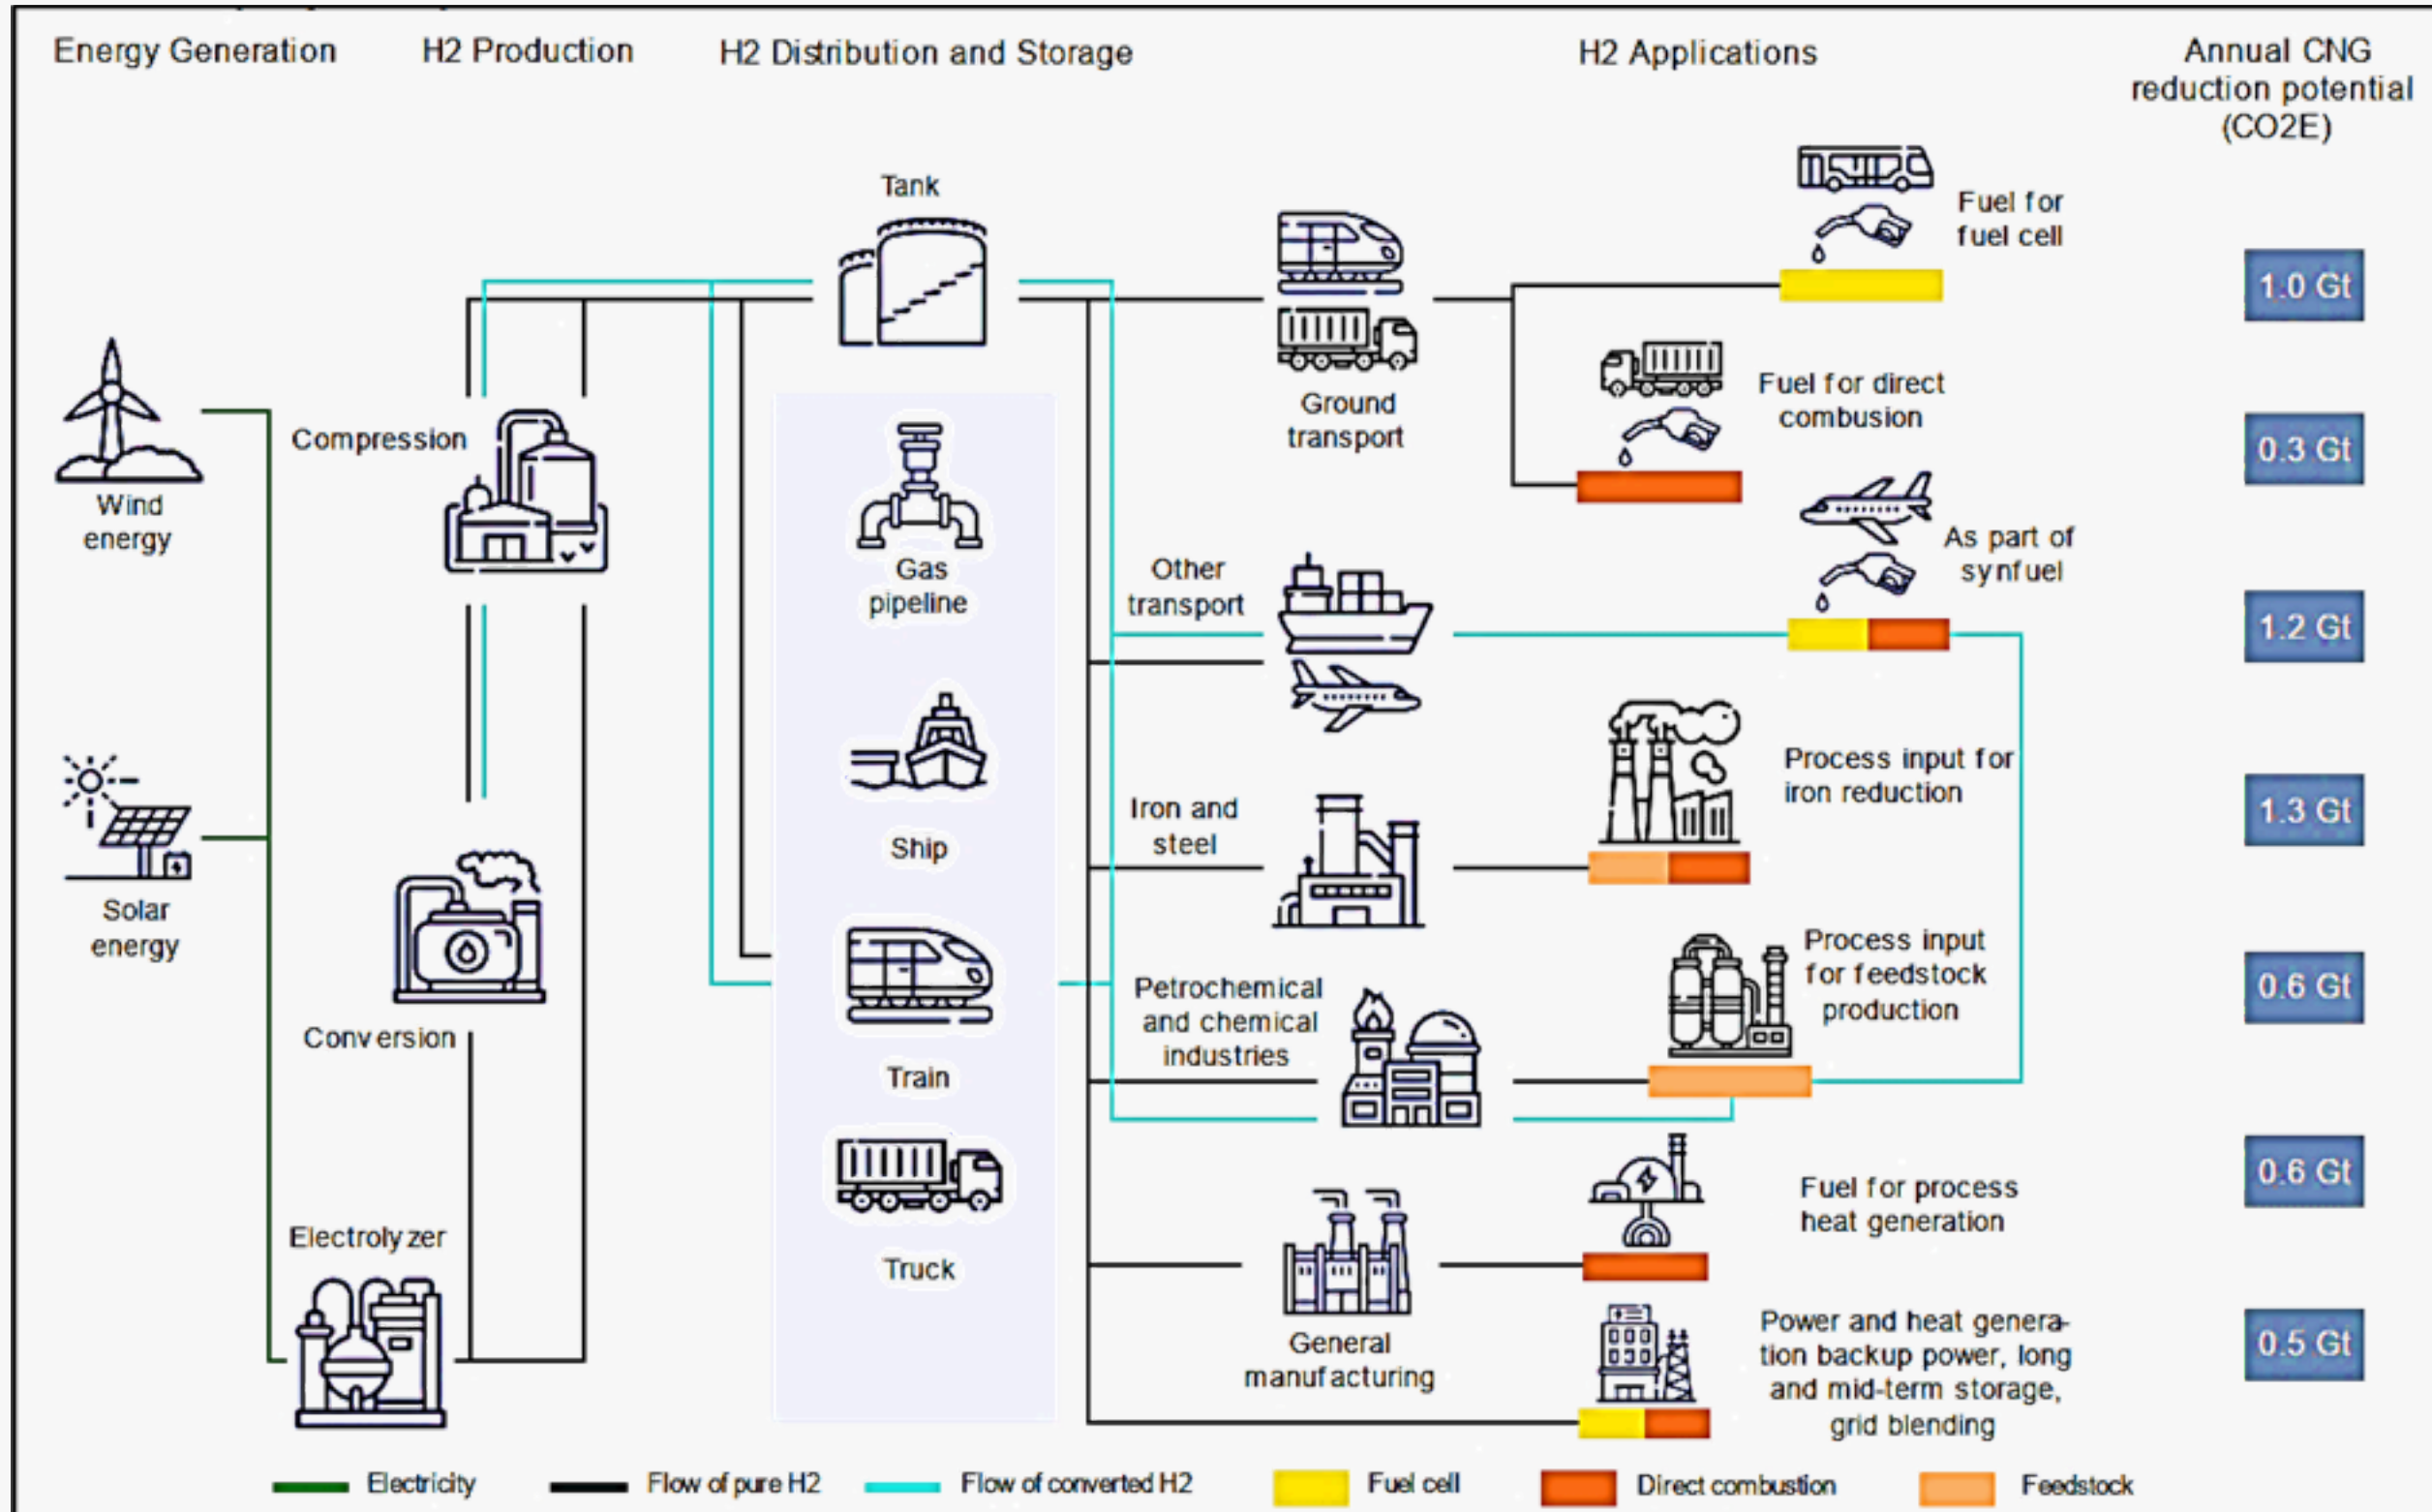 Energy Generation
H2 Production
H2 Distribution and Storage
H2 Applications
Annual CNG
reduction potential
(CO2E)
Tank
Fuel for
fuel cell
1.0 Gt
Ground
transport
Fuel for direct
combusion
0.3 Gt
Compression
Wind
energy
Gas
pipeline
Other
transport
As part of
synfuel
1.2 Gt
Process input for
iron reduction
1.3 Gt
Iron and
steel
Ship
Solar
energy
Process input
for feedstock
production
0.6 Gt
Petrochemical
and chemical
industries
Conversion
Train
Fuel for process
heat generation
0.6 Gt
Electrolyzer
Truck
General
manufacturing
Power and heat genera-
tion backup power, long
and mid-term storage,
grid blending
0.5 Gt
Electricity
Flow of pure H2
Flow of converted H2
Fuel cell
Direct combustion
Feedstock